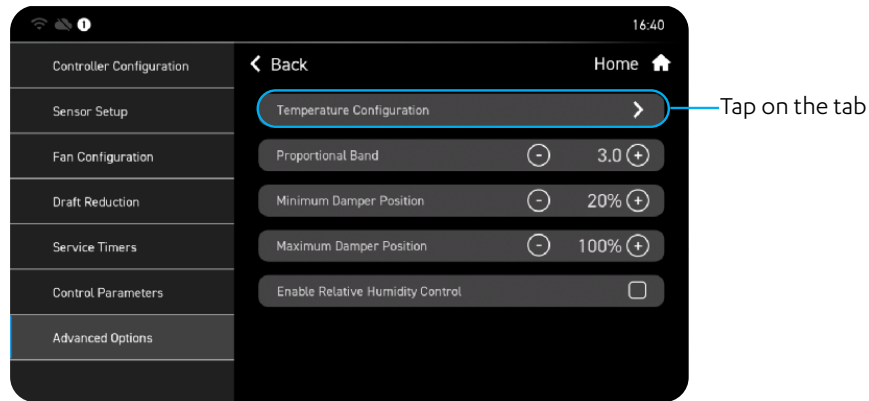 1 16:40
Controller Configuration
Sensor Setup
Fan Configuration
Draft Reduction
Service Timers
Control Parameters
Advanced Options
Back Home
Temperature Configuration
Proportional Band - 3.0 +
Minimum Damper Position - 20% +
Maximum Damper Position - 100% +
Enable Relative Humidity Control
Tap on the tab